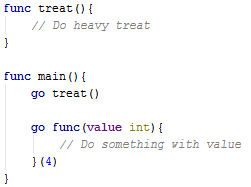 func treat(){
    // Do heavy treat
}

func main(){
    go treat()

    go func(value int){
        // Do something with value
    }(4)
}